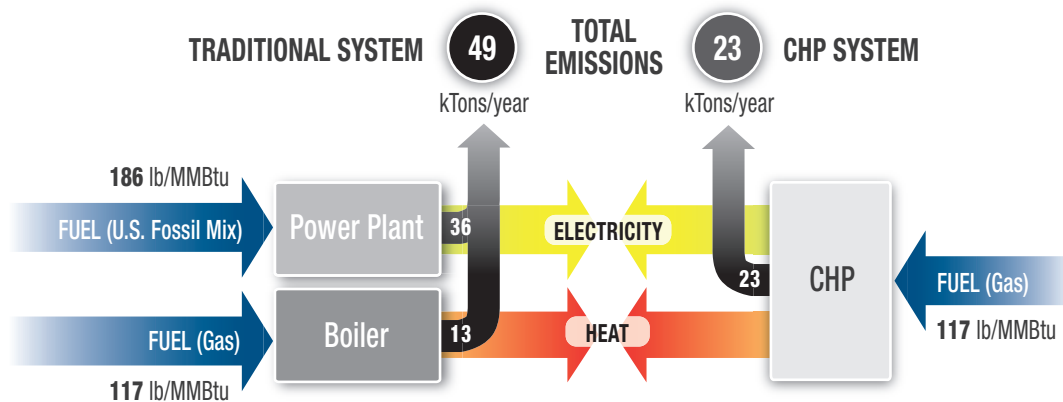 TRADITIONAL SYSTEM
49
kTons/year
TOTAL
EMISSIONS
23
kTons/year
CHP SYSTEM
186 lb/MMBtu
FUEL (U.S. Fossil Mix)
Power Plant
36
ELECTRICITY
FUEL (Gas)
117 lb/MMBtu
Boiler
13
HEAT
23
CHP
FUEL (Gas)
117 lb/MMBtu